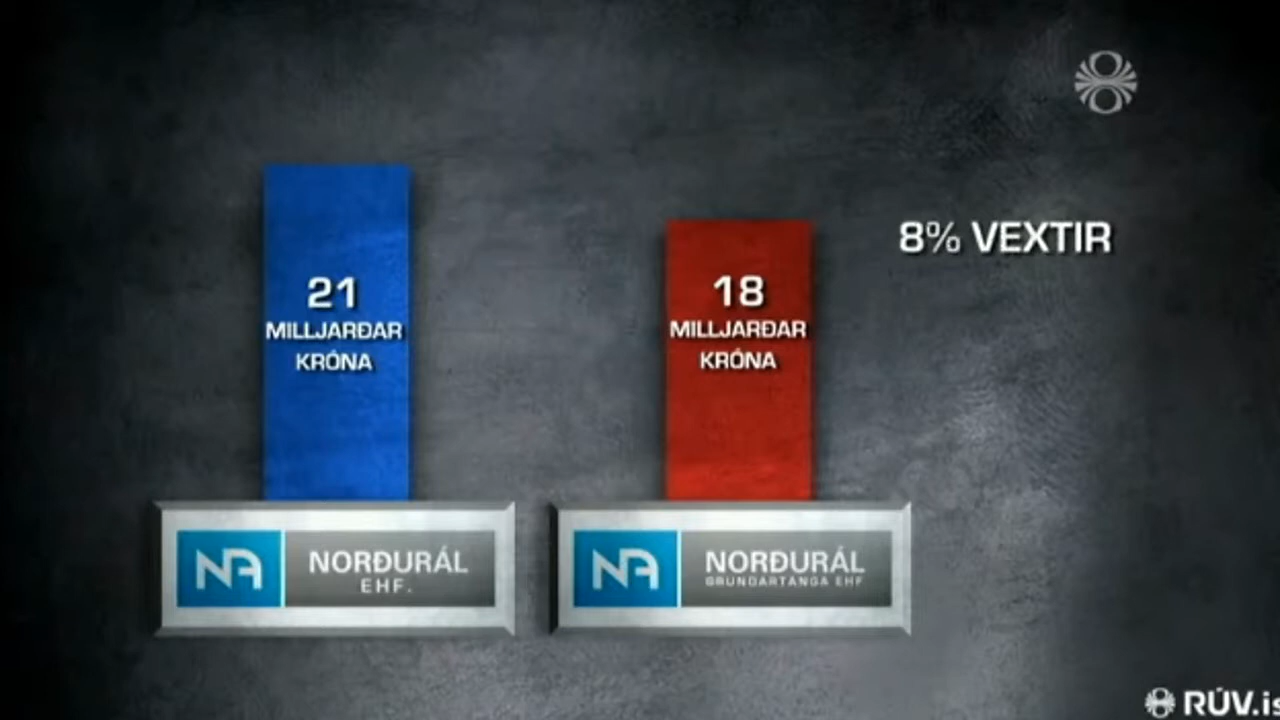 8% VEXTIR
21
MILLJARÐAR
KRÓNA
18
MILLJARÐAR
KRÓNA
NA
NORÐURÁL
EHF.
NA
NORÐURÁL
GRUNDARTANGA EHF
RÚV.is